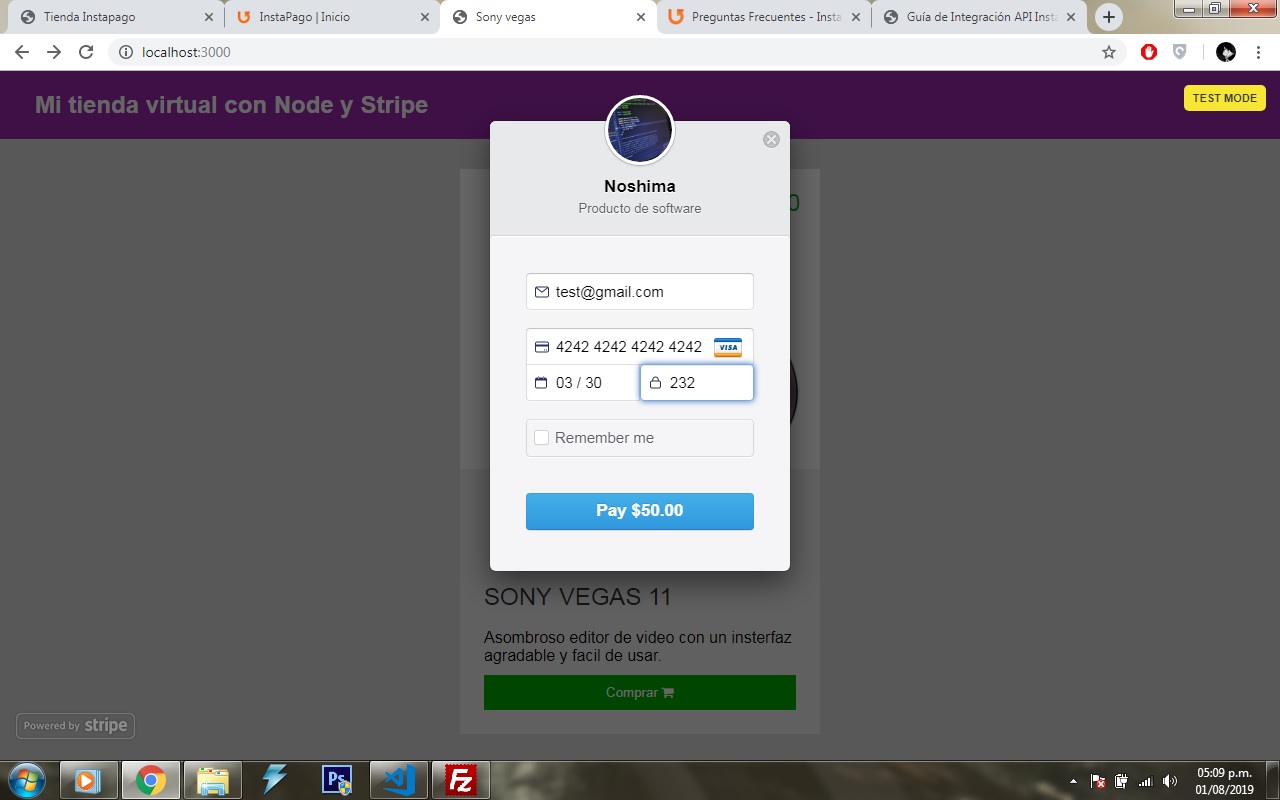 Tienda Instapago
InstaPago | Inicio
Sony vegas
Preguntas Frecuentes - Insta
Guía de Integración API Insta
localhost:3000
Mi tienda virtual con Node y Stripe
TEST MODE
Noshima
Producto de software
0
test@gmail.com
4242 4242 4242 4242 VISA
03 / 30
232
Remember me
Pay $50.00
SONY VEGAS 11
Asombroso editor de video con un insterfaz
agradable y facil de usar.
Comprar
Powered by stripe
Ps
Fz
05:09 p.m.
01/08/2019